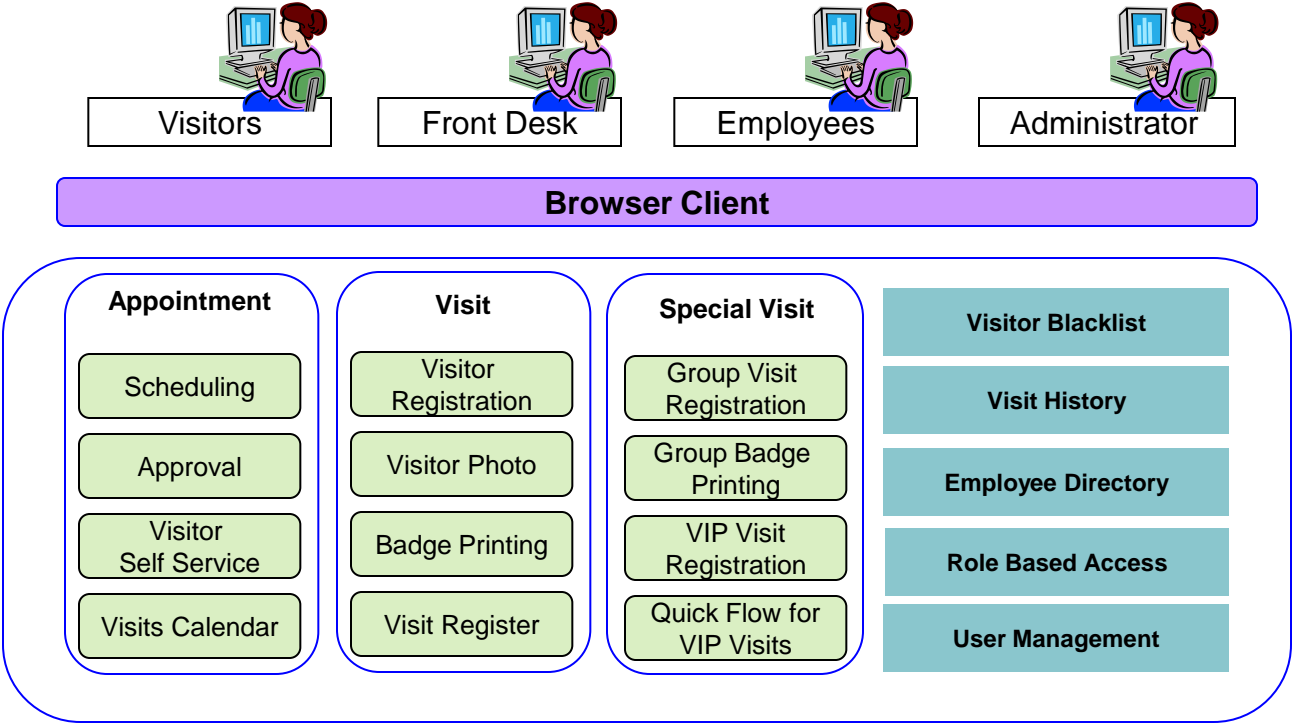 Visitors
Front Desk
Employees
Administrator
Browser Client
Appointment
Scheduling
Approval
Visitor
Self Service
Visits Calendar
Visit
Visitor
Registration
Visitor Photo
Badge Printing
Visit Register
Special Visit
Group Visit
Registration
Group Badge
Printing
VIP Visit
Registration
Quick Flow for
VIP Visits
Visitor Blacklist
Visit History
Employee Directory
Role Based Access
User Management